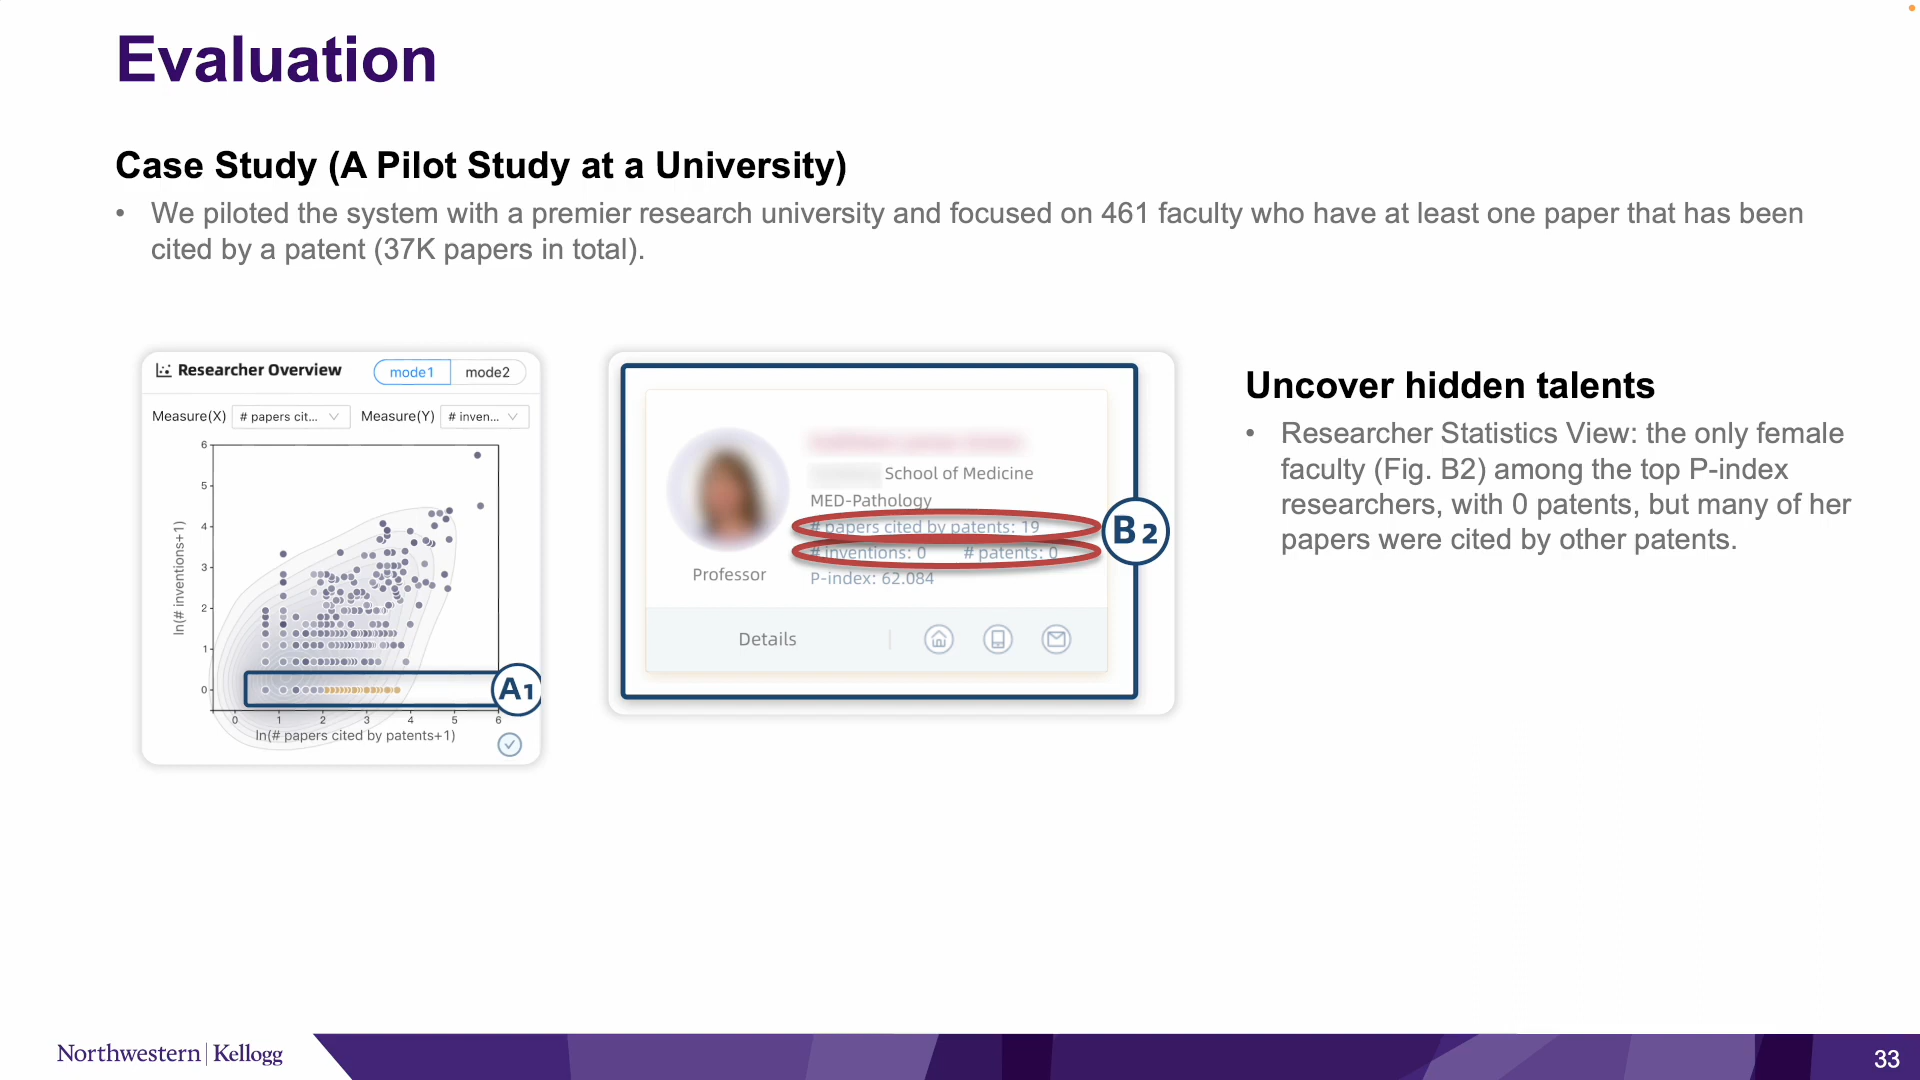 Evaluation
Case Study (A Pilot Study at a University)
• We piloted the system with a premier research university and focused on 461 faculty who have at least one paper that has been
cited by a patent (37K papers in total).
Researcher Overview
mode1 mode2
Measure(X) # papers cit... Measure(Y) # inven...
6
5
4
3
2
1
0
ln(# inventions+1)
0 1 2 3 4 5 6
ln(# papers cited by patents+1)
A1
School of Medicine
MED-Pathology
# papers cited by patents: 19
# inventions: 0 # patents: 0
P-index: 62.084
Professor
Details
B2
Uncover hidden talents
• Researcher Statistics View: the only female
faculty (Fig. B2) among the top P-index
researchers, with 0 patents, but many of her
papers were cited by other patents.
Northwestern | Kellogg
33